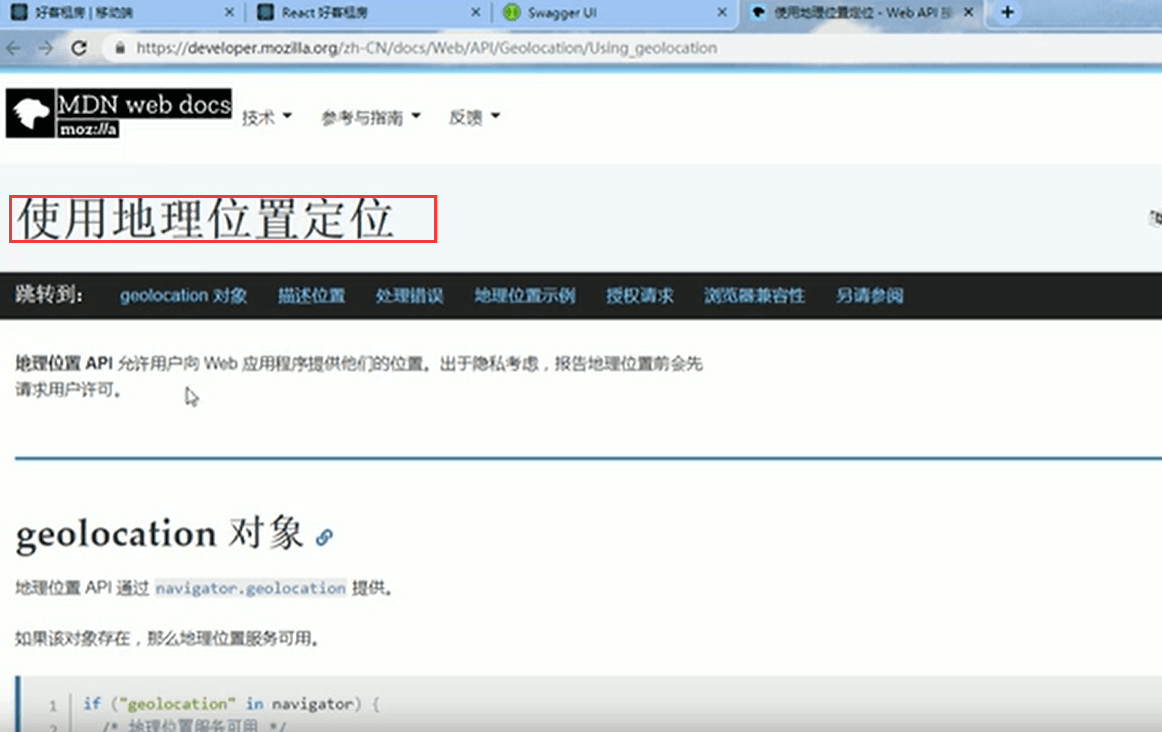 好客租房 | 移动端
React 好客租房
Swagger UI
使用地理位置定位 - Web API
https://developer.mozilla.org/zh-CN/docs/Web/API/Geolocation/Using_geolocation
MDN web docs
moz://a
技术 参考与指南 反馈
使用地理位置定位
跳转到: geolocation 对象 描述位置 处理错误 地理位置示例 授权请求 浏览器兼容性 另请参阅
地理位置 API 允许用户向 Web 应用程序提供他们的位置。出于隐私考虑，报告地理位置前会先
请求用户许可。
geolocation 对象
地理位置 API 通过 navigator.geolocation 提供。
如果该对象存在，那么地理位置服务可用。
1 if ("geolocation" in navigator) {
2 /* 地理位置服务可用 */